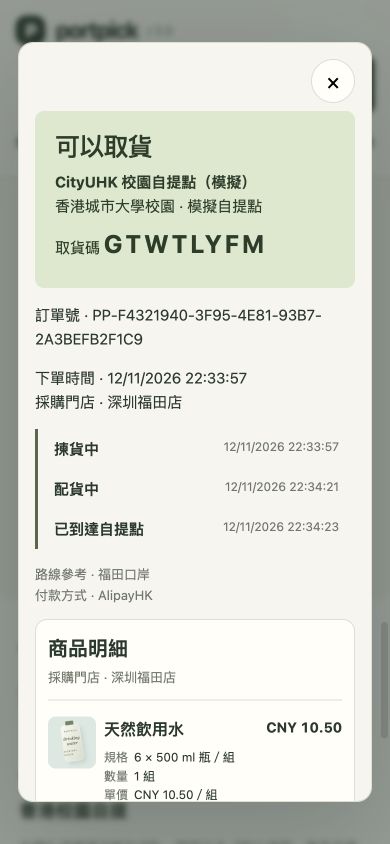 portpick
×
可以取貨
CityUHK 校園自提點（模擬）
香港城市大學校園 · 模擬自提點
取貨碼 GTWTLYFM
訂單號 · PP-F4321940-3F95-4E81-93B7-
2A3BEFB2F1C9
下單時間 · 12/11/2026 22:33:57
採購門店 · 深圳福田店
揀貨中 12/11/2026 22:33:57
配貨中 12/11/2026 22:34:21
已到達自提點 12/11/2026 22:34:23
路線參考 · 福田口岸
付款方式 · AlipayHK
商品明細
採購門店 · 深圳福田店
天然飲用水 CNY 10.50
規格 6 × 500 ml 瓶 / 組
數量 1 組
單價 CNY 10.50 / 組